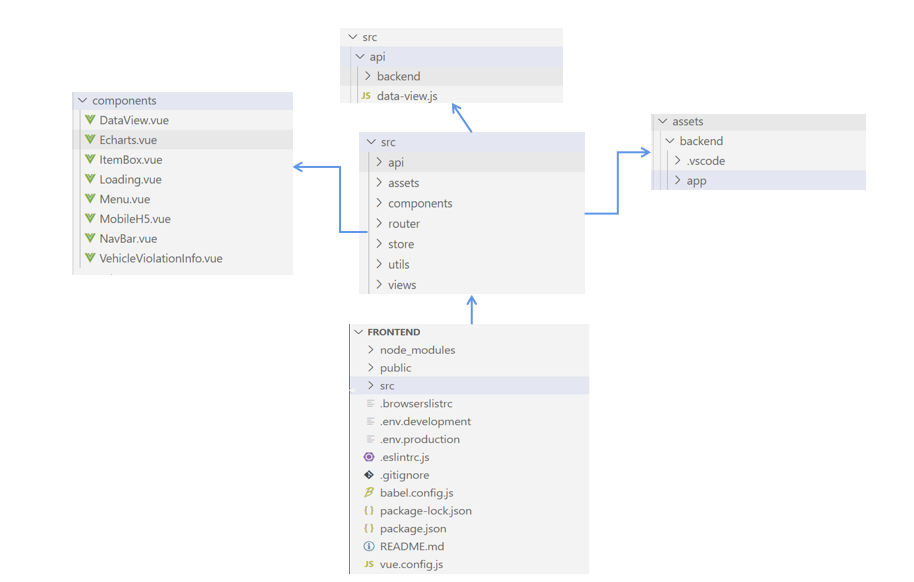 src
api
backend
JS data-view.js
components
DataView.vue
Echarts.vue
ItemBox.vue
Loading.vue
Menu.vue
MobileH5.vue
NavBar.vue
VehicleViolationInfo.vue
src
api
assets
components
router
store
utils
views
assets
backend
.vscode
app
FRONTEND
node_modules
public
src
.browserslistrc
.env.development
.env.production
.eslintrc.js
.gitignore
babel.config.js
{} package-lock.json
{} package.json
README.md
JS vue.config.js